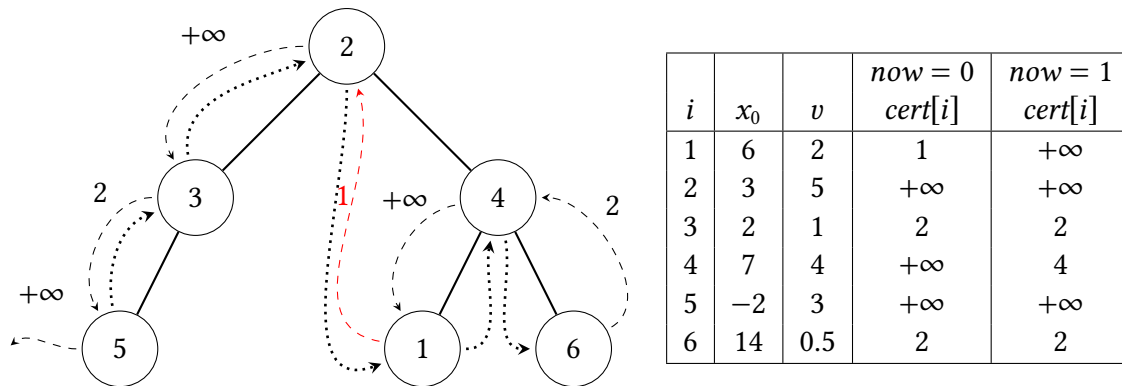 +∞
2
3
2
+∞
4
2
1
+∞
5
1
6
now = 0 now = 1
i x₀ v cert[i] cert[i]
1 6 2 1 +∞
2 3 5 +∞ +∞
3 2 1 2 2
4 7 4 +∞ 4
5 −2 3 +∞ +∞
6 14 0.5 2 2